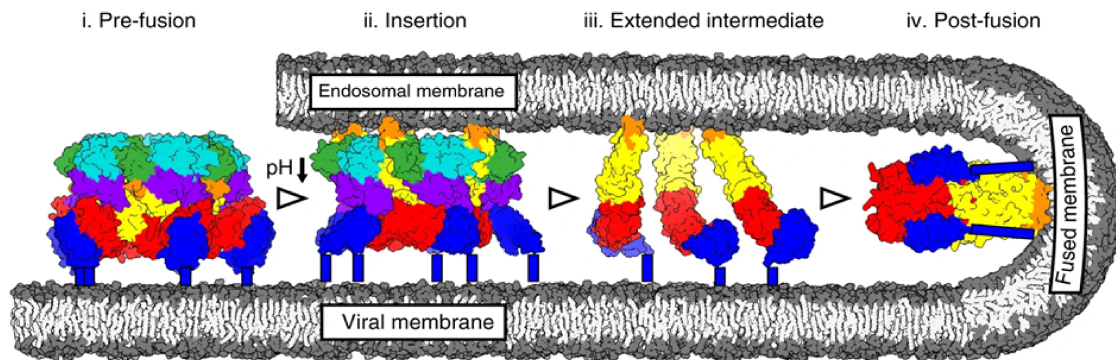 i. Pre-fusion
ii. Insertion
iii. Extended intermediate
iv. Post-fusion
Endosomal membrane
pH
Fused membrane
Viral membrane